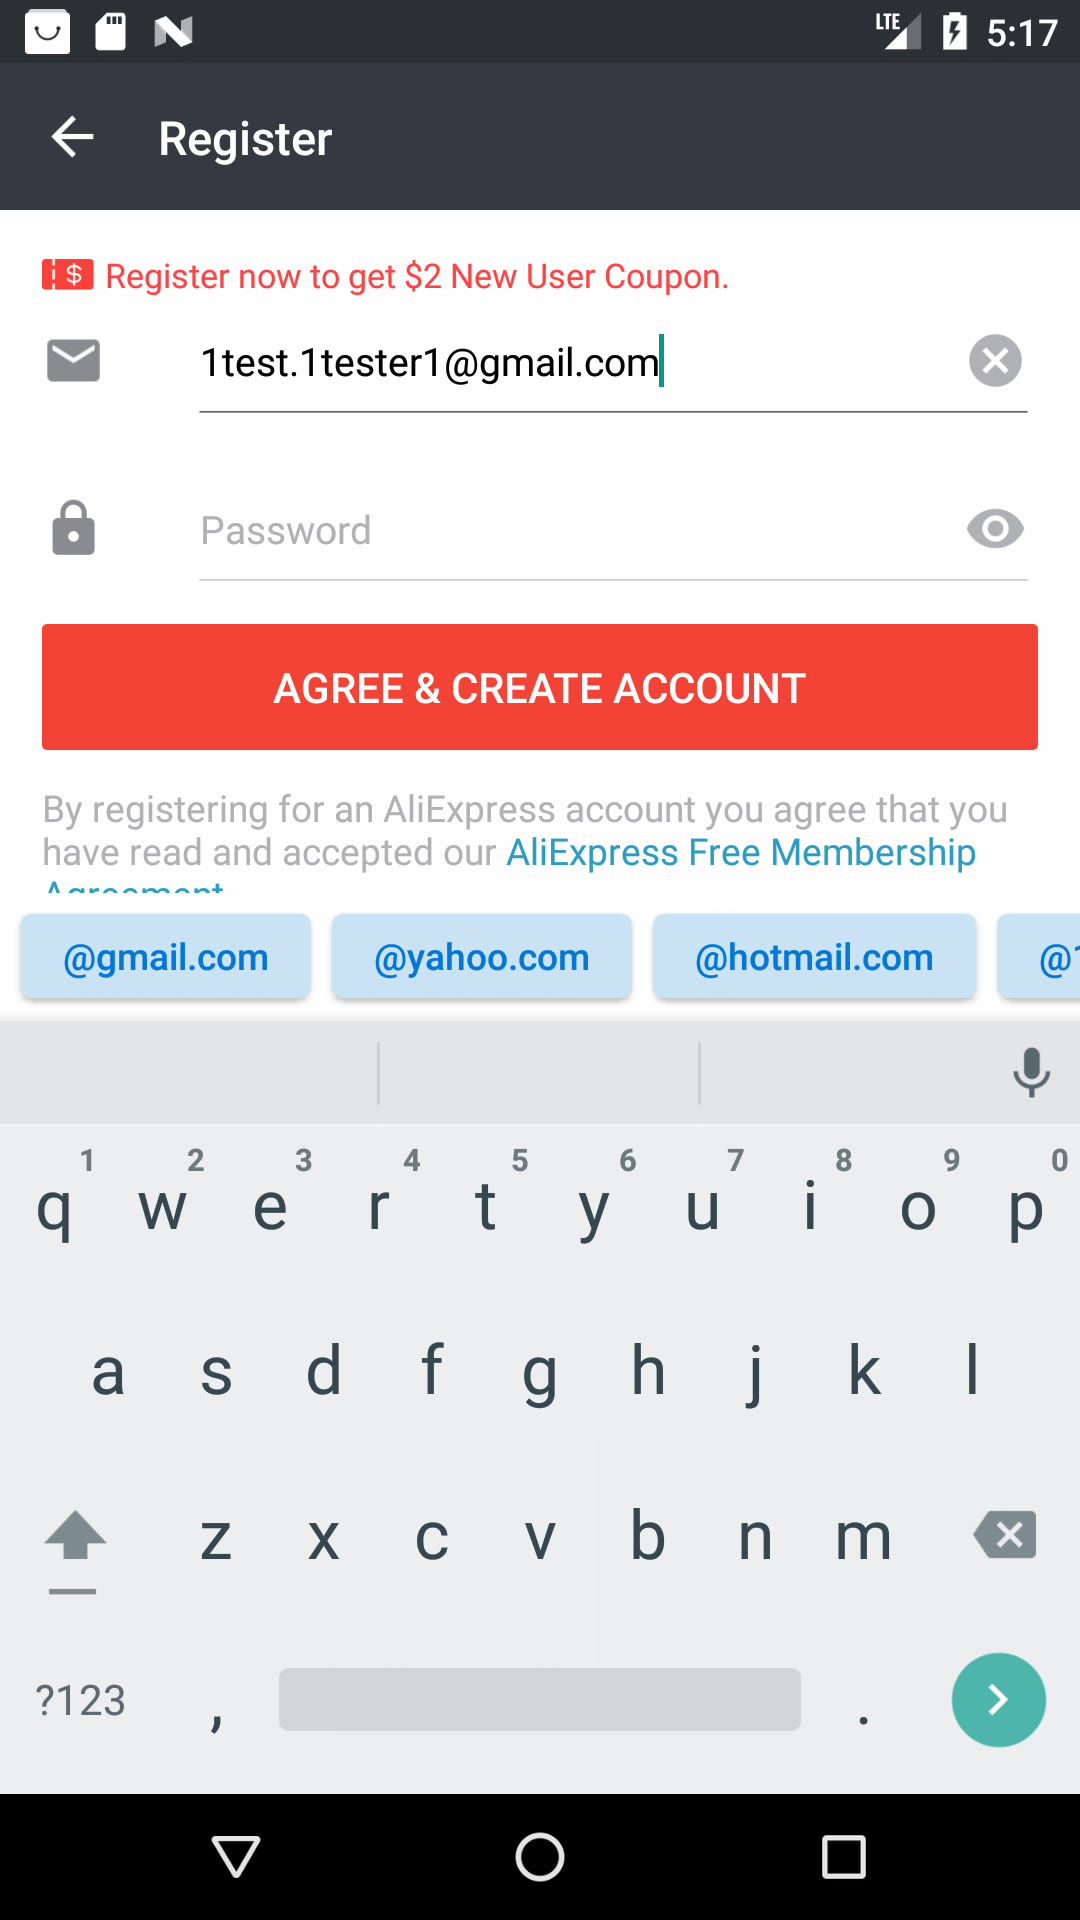 LTE 5:17
Register
$ Register now to get $2 New User Coupon.
1test.1tester1@gmail.com
Password
AGREE & CREATE ACCOUNT
By registering for an AliExpress account you agree that you
have read and accepted our AliExpress Free Membership
Agreement
@gmail.com @yahoo.com @hotmail.com @1
1 2 3 4 5 6 7 8 9 0
q w e r t y u i o p
a s d f g h j k l
z x c v b n m
?123 , .